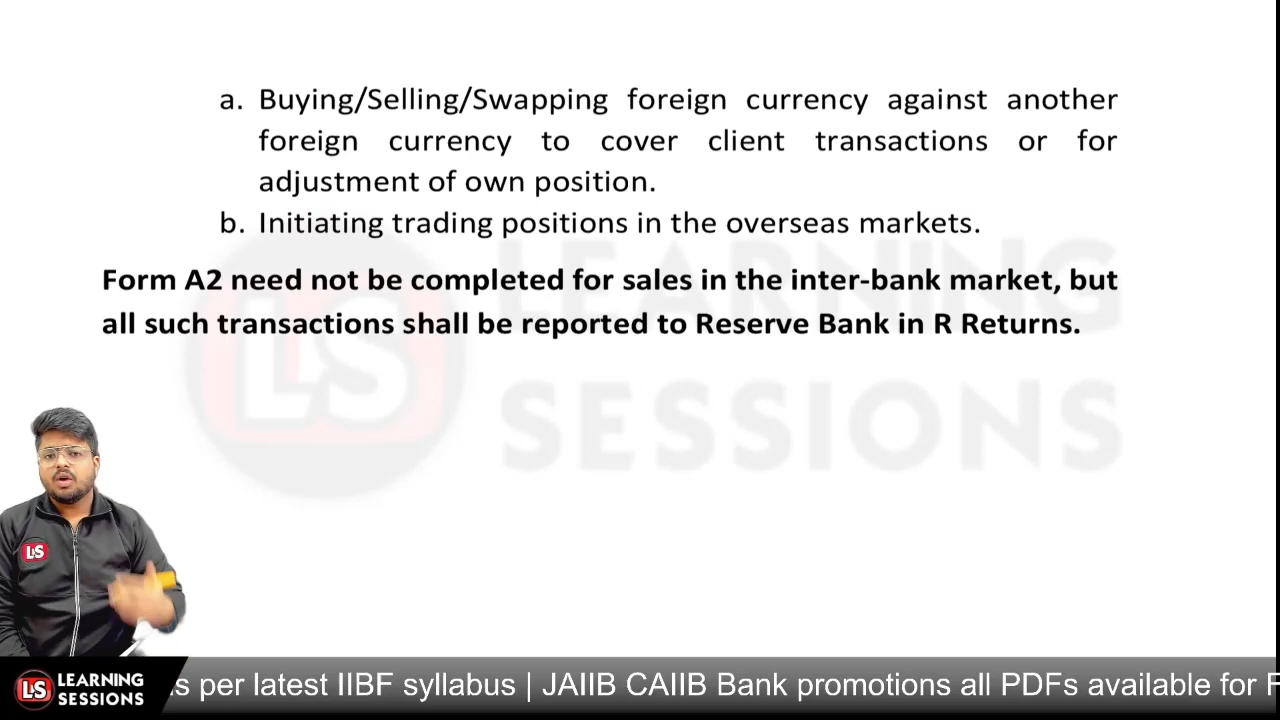 a. Buying/Selling/Swapping foreign currency against another
foreign currency to cover client transactions or for
adjustment of own position.
b. Initiating trading positions in the overseas markets.
Form A2 need not be completed for sales in the inter-bank market, but
all such transactions shall be reported to Reserve Bank in R Returns.
LS
LEARNING
SESSIONS
LS
LS
LEARNING
SESSIONS
per latest IIBF syllabus | JAIIB CAIIB Bank promotions all PDFs available for